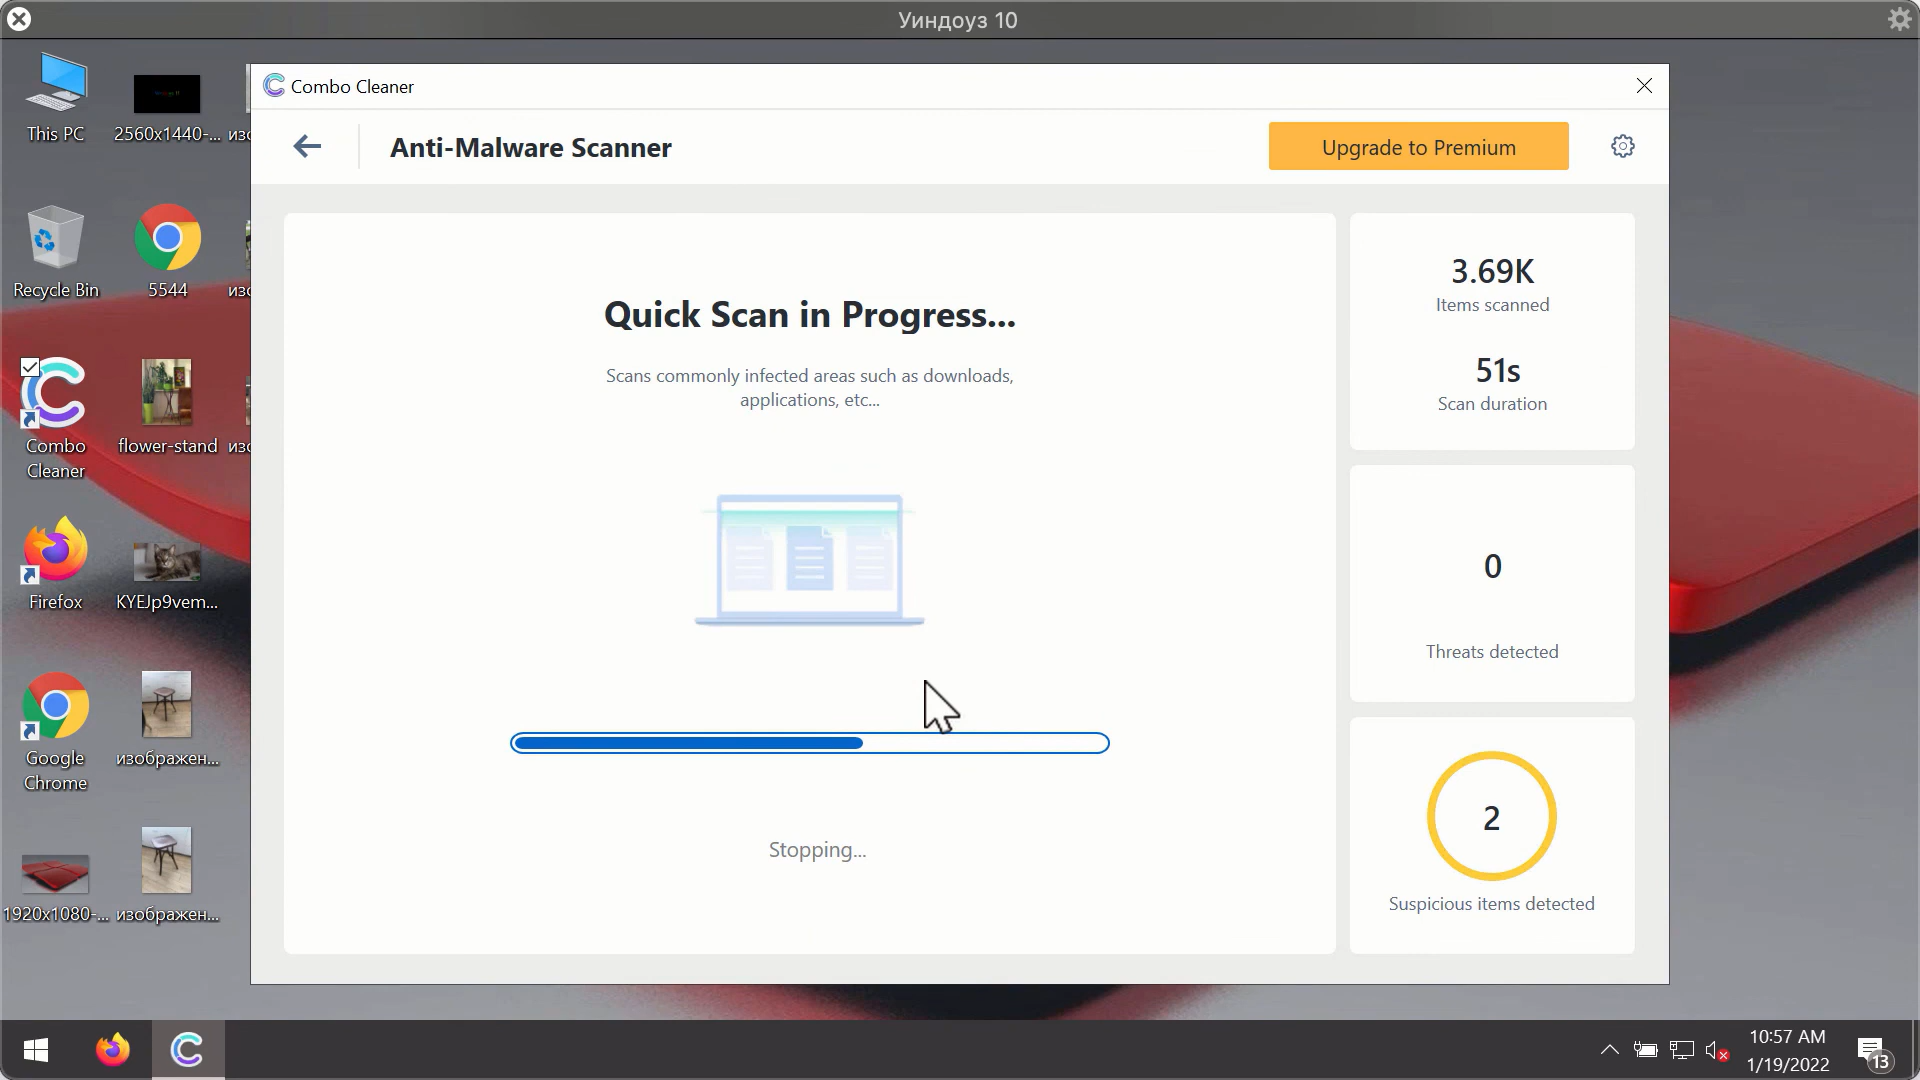 Уиндоуз 10
This PC
2560x1440-...
изс
Combo Cleaner
Anti-Malware Scanner
Upgrade to Premium
Recycle Bin
5544
изс
Quick Scan in Progress...
Scans commonly infected areas such as downloads,
applications, etc...
3.69K
Items scanned
51s
Scan duration
Combo
Cleaner
flower-stand
изс
0
Threats detected
Firefox
KYEJp9vem...
Google
Chrome
изображен...
Stopping...
2
Suspicious items detected
1920x1080-...
изображен...
10:57 AM
1/19/2022
13